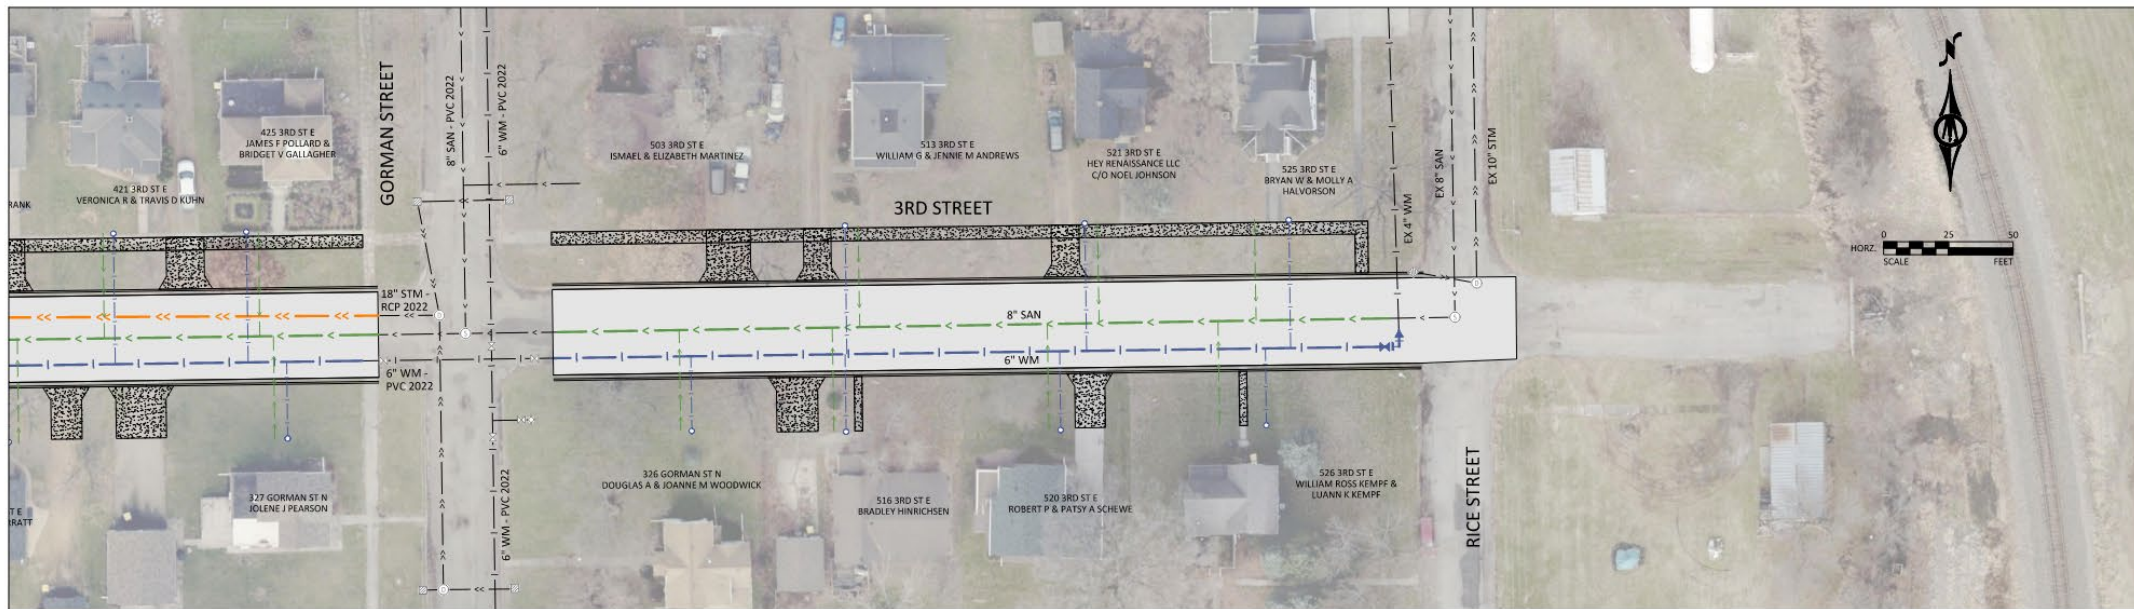 GORMAN STREET
8" SAN - PVC 2022
6" WM - PVC 2022
425 3RD ST E
JAMES F POLLARD &
BRIDGET V GALLAGHER
421 3RD ST E
VERONICA R & TRAVIS D KUHN
RANK
503 3RD ST E
ISMAEL & ELIZABETH MARTINEZ
513 3RD ST E
WILLIAM G & JENNIE M ANDREWS
521 3RD ST E
HEY RENAISSANCE LLC
C/O NOEL JOHNSON
525 3RD ST E
BRYAN W & MOLLY A
HALVORSON
EX 4" WM
EX 8" SAN
EX 10" STM
N
3RD STREET
0 25 50
HORZ.
SCALE FEET
18" STM -
RCP 2022
8" SAN
6" WM
6" WM -
PVC 2022
6" WM - PVC 2022
327 GORMAN ST N
JOLENE J PEARSON
326 GORMAN ST N
DOUGLAS A & JOANNE M WOODWICK
516 3RD ST E
BRADLEY HINRICHSEN
520 3RD ST E
ROBERT P & PATSY A SCHEWE
526 3RD ST E
WILLIAM ROSS KEMPF &
LUANN K KEMPF
RICE STREET
T E
RRATT